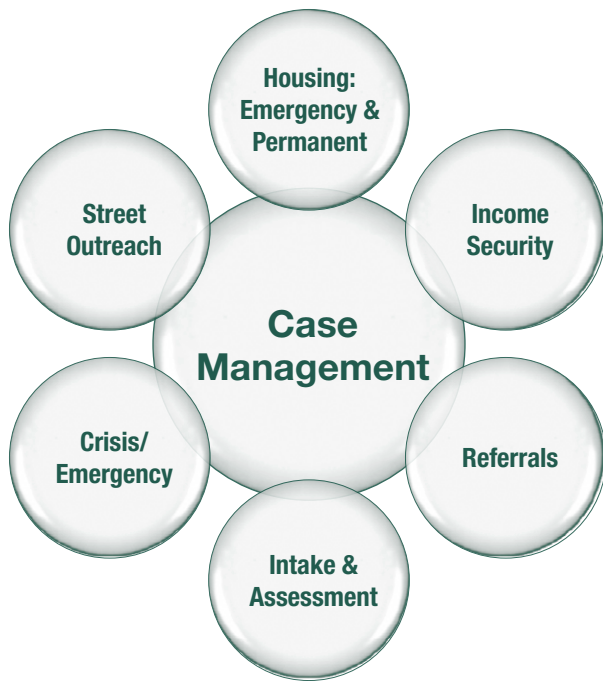 Housing:
Emergency &
Permanent
Street
Outreach
Income
Security
Case
Management
Crisis/
Emergency
Referrals
Intake &
Assessment